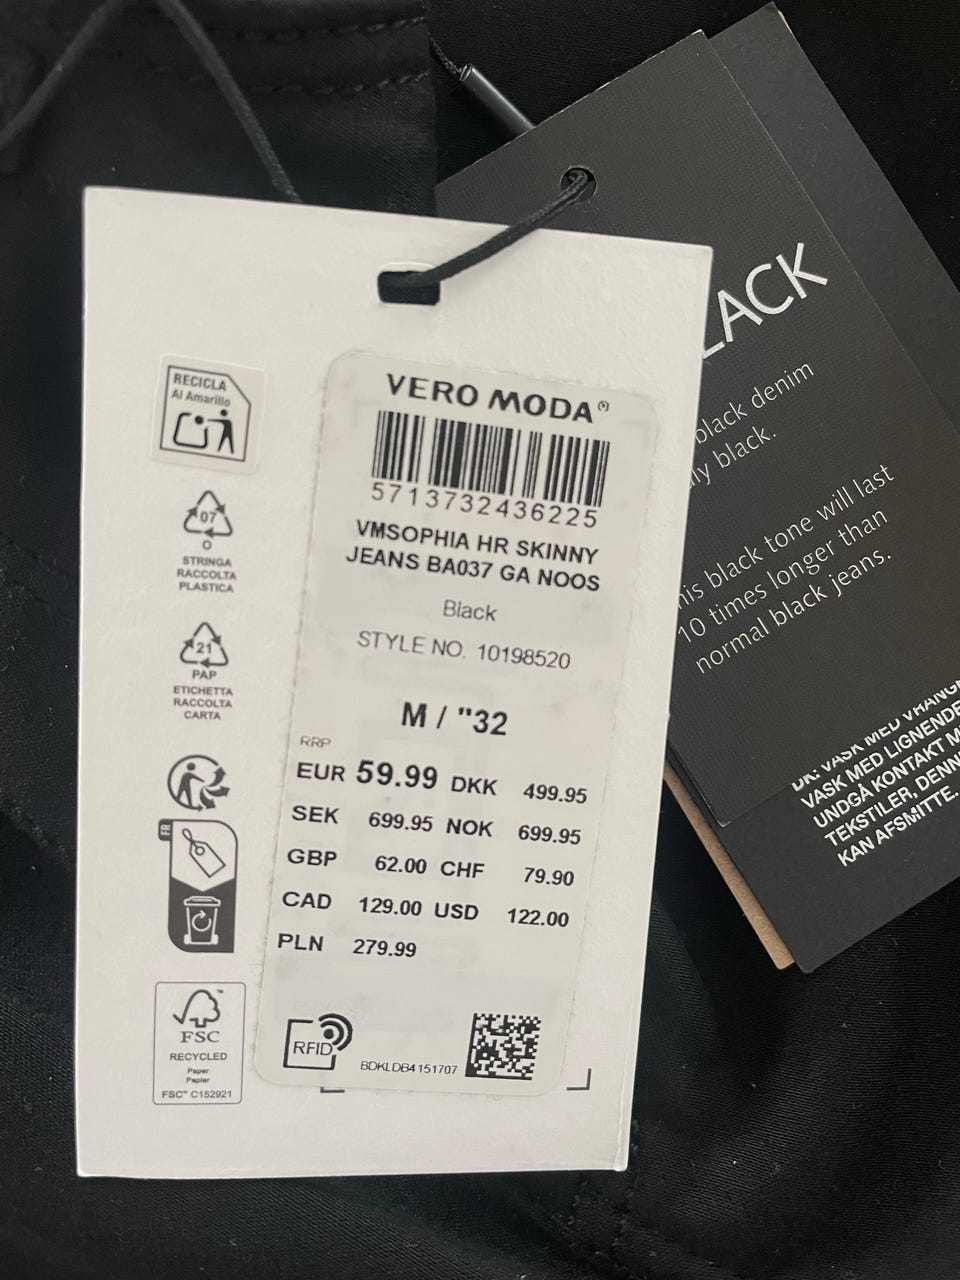 RECICLA
Al Amarillo
07
O
STRINGA
RACCOLTA
PLASTICA
21
PAP
ETICHETTA
RACCOLTA
CARTA
FR
FSC™
RECYCLED
Paper
Papier
FSC™ C152921
VERO MODA®
5713732436225
VMSOPHIA HR SKINNY
JEANS BA037 GA NOOS
Black
STYLE NO. 10198520
M / "32
RRP
EUR 59.99 DKK 499.95
SEK 699.95 NOK 699.95
GBP 62.00 CHF 79.90
CAD 129.00 USD 122.00
PLN 279.99
RFID
BDKLDB4151707
LACK
black denim
lly black.
his black tone will last
10 times longer than
normal black jeans.
DK: VASK MED VRANGEN
VASK MED LIGNENDE
UNDGÅ KONTAKT M
TEKSTILER, DENN
KAN AFSMITTE.